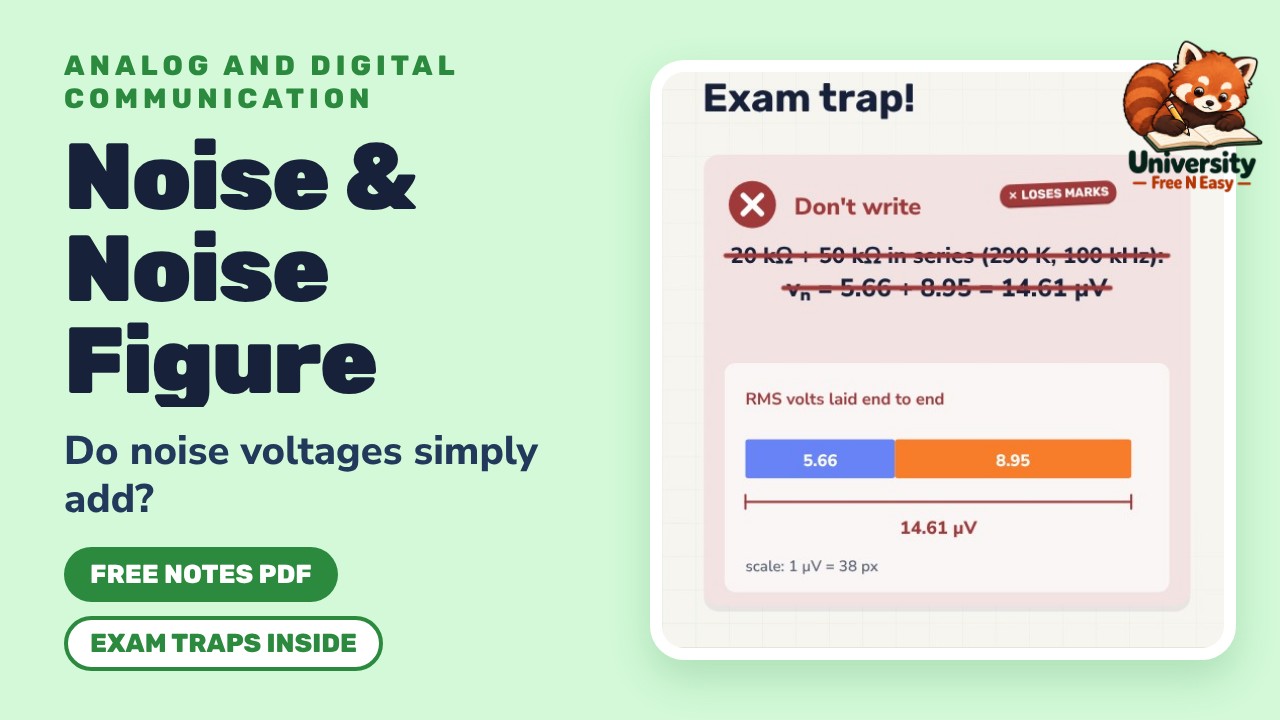 ANALOG AND DIGITAL
COMMUNICATION
Noise &
Noise
Figure
Do noise voltages simply
add?
FREE NOTES PDF
EXAM TRAPS INSIDE
Exam trap!
Don't write
× LOSES MARKS
20 kΩ + 50 kΩ in series (290 K, 100 kHz):
vₙ = 5.66 + 8.95 = 14.61 µV
RMS volts laid end to end
5.66
8.95
14.61 µV
scale: 1 µV = 38 px
University
Free N Easy